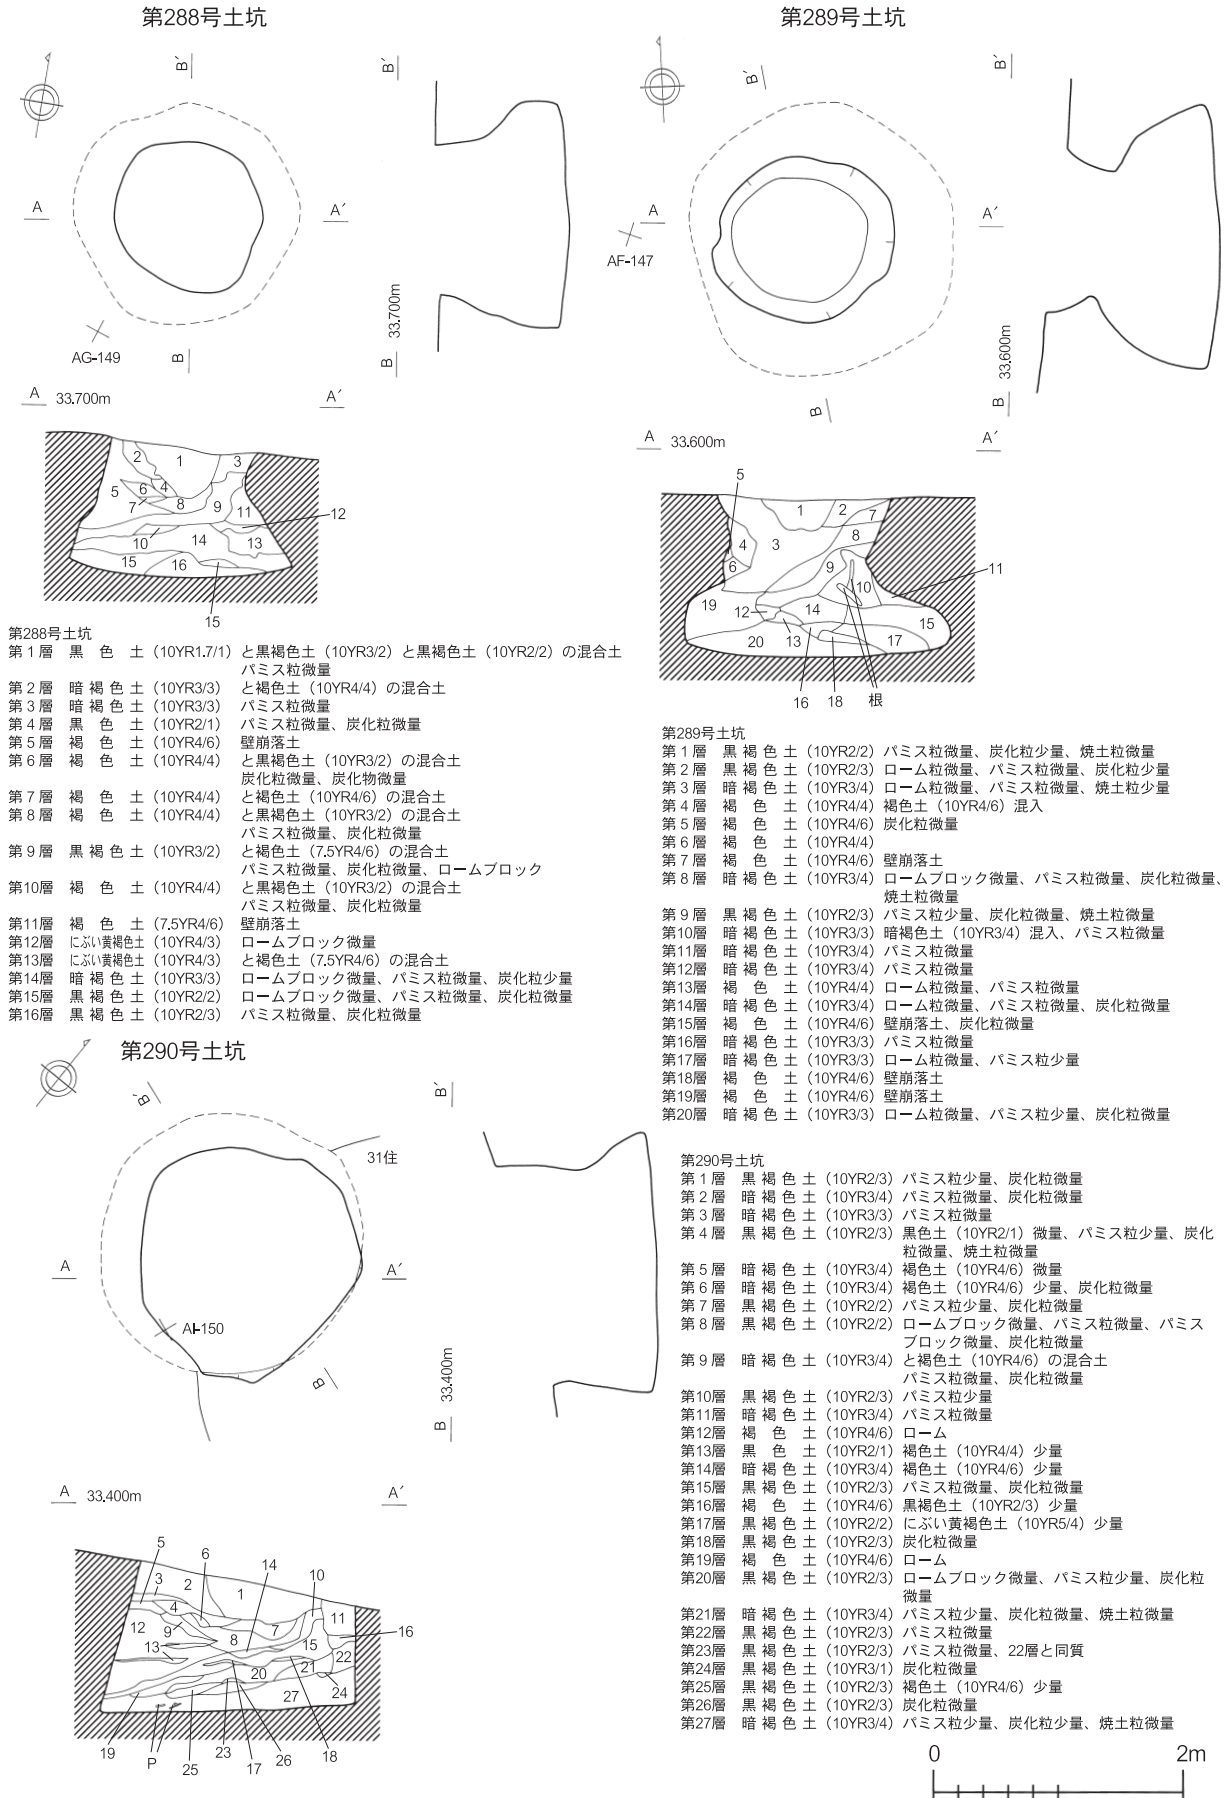 第288号土坑
B'
B'
A
A'
AG-149
B
B
33.700m
A 33.700m A'
1
2
3
4
5
6
7
8
9
10
11
12
13
14
15
16
15
第288号土坑
第1層 黒色土（10YR1.7/1）と黒褐色土（10YR3/2）と黒褐色土（10YR2/2）の混合土
パミス粒微量
第2層 暗褐色土（10YR3/3）と褐色土（10YR4/4）の混合土
第3層 暗褐色土（10YR3/3）パミス粒微量
第4層 黒色土（10YR2/1）パミス粒微量、炭化粒微量
第5層 褐色土（10YR4/6）壁崩落土
第6層 褐色土（10YR4/4）と黒褐色土（10YR3/2）の混合土
炭化粒微量、炭化物微量
第7層 褐色土（10YR4/4）と褐色土（10YR4/6）の混合土
第8層 褐色土（10YR4/4）と黒褐色土（10YR3/2）の混合土
パミス粒微量、炭化粒微量
第9層 黒褐色土（10YR3/2）と褐色土（7.5YR4/6）の混合土
パミス粒微量、炭化粒微量、ロームブロック
第10層 褐色土（10YR4/4）と黒褐色土（10YR3/2）の混合土
パミス粒微量、炭化粒微量
第11層 褐色土（7.5YR4/6）壁崩落土
第12層 にぶい黄褐色土（10YR4/3）ロームブロック微量
第13層 にぶい黄褐色土（10YR4/3）と褐色土（7.5YR4/6）の混合土
第14層 暗褐色土（10YR3/3）ロームブロック微量、パミス粒微量、炭化粒少量
第15層 黒褐色土（10YR2/2）ロームブロック微量、パミス粒微量、炭化粒微量
第16層 黒褐色土（10YR2/3）パミス粒微量、炭化粒微量
第289号土坑
B'
B'
A
A'
AF-147
B
B
33.600m
A 33.600m A'
5
1
2
7
3
8
4
6
9
10
11
19
12
14
15
20
13
17
16
18
根
第289号土坑
第1層 黒褐色土（10YR2/2）パミス粒微量、炭化粒少量、焼土粒微量
第2層 黒褐色土（10YR2/3）ローム粒微量、パミス粒微量、炭化粒少量
第3層 暗褐色土（10YR3/4）ローム粒微量、パミス粒微量、焼土粒少量
第4層 褐色土（10YR4/4）褐色土（10YR4/6）混入
第5層 褐色土（10YR4/6）炭化粒微量
第6層 褐色土（10YR4/4）
第7層 褐色土（10YR4/6）壁崩落土
第8層 暗褐色土（10YR3/4）ロームブロック微量、パミス粒微量、炭化粒微量、
焼土粒微量
第9層 黒褐色土（10YR2/3）パミス粒少量、炭化粒微量、焼土粒微量
第10層 暗褐色土（10YR3/3）暗褐色土（10YR3/4）混入、パミス粒微量
第11層 暗褐色土（10YR3/4）パミス粒微量
第12層 暗褐色土（10YR3/4）パミス粒微量
第13層 褐色土（10YR4/4）ローム粒微量、パミス粒微量
第14層 暗褐色土（10YR3/4）ローム粒微量、パミス粒微量、炭化粒微量
第15層 褐色土（10YR4/6）壁崩落土、炭化粒微量
第16層 暗褐色土（10YR3/3）パミス粒微量
第17層 暗褐色土（10YR3/3）ローム粒微量、パミス粒少量
第18層 褐色土（10YR4/6）壁崩落土
第19層 褐色土（10YR4/6）壁崩落土
第20層 暗褐色土（10YR3/3）ローム粒微量、パミス粒少量、炭化粒微量
第290号土坑
B'
B'
31住
A
A'
AI-150
B
B
33.400m
A 33.400m A'
5
6
14
10
3
2
1
4
7
11
12
9
8
15
16
13
22
20
21
27
24
19
P
25
23
17
26
18
第290号土坑
第1層 黒褐色土（10YR2/3）パミス粒少量、炭化粒微量
第2層 暗褐色土（10YR3/4）パミス粒微量、炭化粒微量
第3層 暗褐色土（10YR3/3）パミス粒微量
第4層 黒褐色土（10YR2/3）黒色土（10YR2/1）微量、パミス粒少量、炭化
粒微量、焼土粒微量
第5層 暗褐色土（10YR3/4）褐色土（10YR4/6）微量
第6層 暗褐色土（10YR3/4）褐色土（10YR4/6）少量、炭化粒微量
第7層 黒褐色土（10YR2/2）パミス粒少量、炭化粒微量
第8層 黒褐色土（10YR2/2）ロームブロック微量、パミス粒微量、パミス
ブロック微量、炭化粒微量
第9層 暗褐色土（10YR3/4）と褐色土（10YR4/6）の混合土
パミス粒微量、炭化粒微量
第10層 黒褐色土（10YR2/3）パミス粒少量
第11層 暗褐色土（10YR3/4）パミス粒微量
第12層 褐色土（10YR4/6）ローム
第13層 黒色土（10YR2/1）褐色土（10YR4/4）少量
第14層 暗褐色土（10YR3/4）褐色土（10YR4/6）少量
第15層 黒褐色土（10YR2/3）パミス粒微量、炭化粒微量
第16層 褐色土（10YR4/6）黒褐色土（10YR2/3）少量
第17層 黒褐色土（10YR2/2）にぶい黄褐色土（10YR5/4）少量
第18層 黒褐色土（10YR2/3）炭化粒微量
第19層 褐色土（10YR4/6）ローム
第20層 黒褐色土（10YR2/3）ロームブロック微量、パミス粒少量、炭化粒
微量
第21層 暗褐色土（10YR3/4）パミス粒少量、炭化粒微量、焼土粒微量
第22層 黒褐色土（10YR2/3）パミス粒微量
第23層 黒褐色土（10YR2/3）パミス粒微量、22層と同質
第24層 黒褐色土（10YR3/1）炭化粒微量
第25層 黒褐色土（10YR2/3）褐色土（10YR4/6）少量
第26層 黒褐色土（10YR2/3）炭化粒微量
第27層 暗褐色土（10YR3/4）パミス粒少量、炭化粒少量、焼土粒微量
0 2m